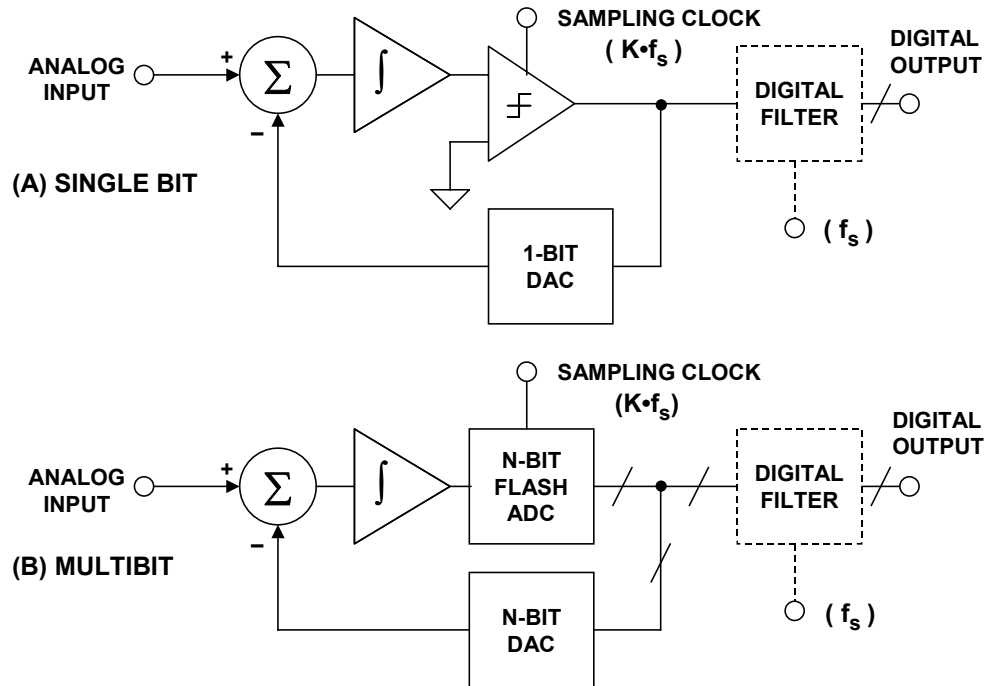 SAMPLING CLOCK
( K•fs)
ANALOG
INPUT
+
Σ
−
∫
DIGITAL
FILTER
DIGITAL
OUTPUT
(A) SINGLE BIT
1-BIT
DAC
( fs )
SAMPLING CLOCK
(K•fs)
ANALOG
INPUT
+
Σ
−
∫
N-BIT
FLASH
ADC
DIGITAL
FILTER
DIGITAL
OUTPUT
(B) MULTIBIT
N-BIT
DAC
( fs )